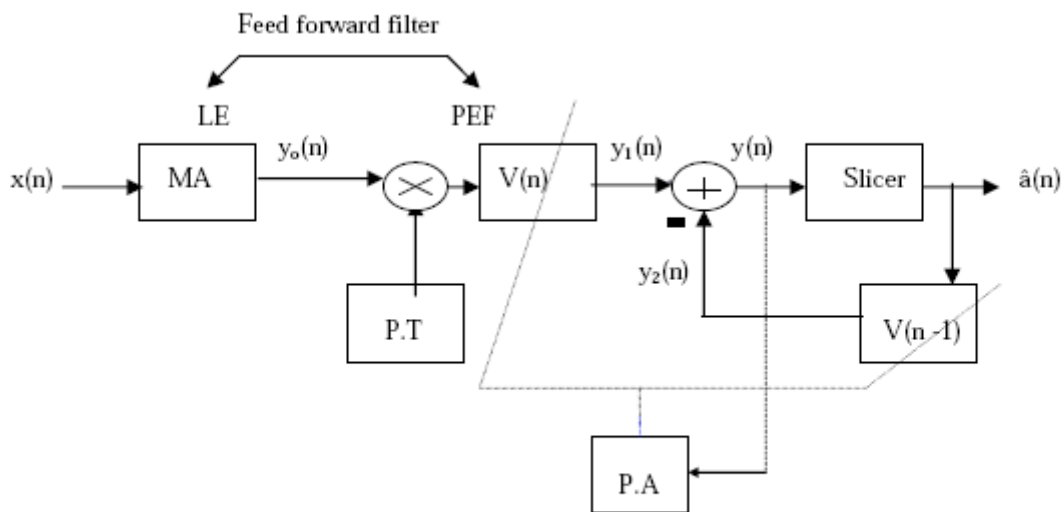 Feed forward filter
LE
PEF
x(n)
MA
yₒ(n)
V(n)
y₁(n)
y(n)
Slicer
â(n)
y₂(n)
P.T
V(n -1)
P.A